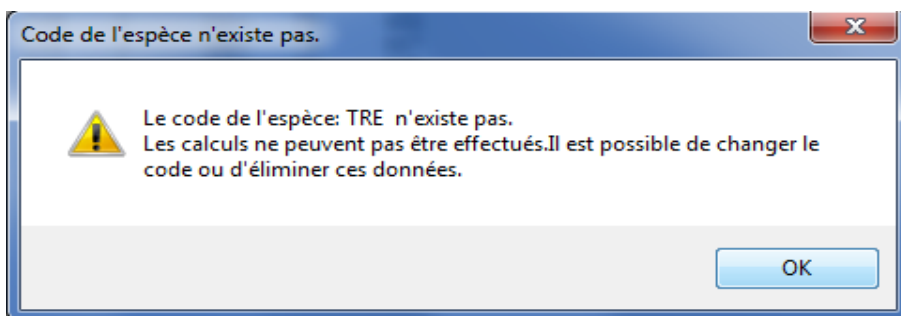 Code de l'espèce n'existe pas.
Le code de l'espèce: TRE  n'existe pas.
Les calculs ne peuvent pas être effectués.Il est possible de changer le
code ou d'éliminer ces données.
OK